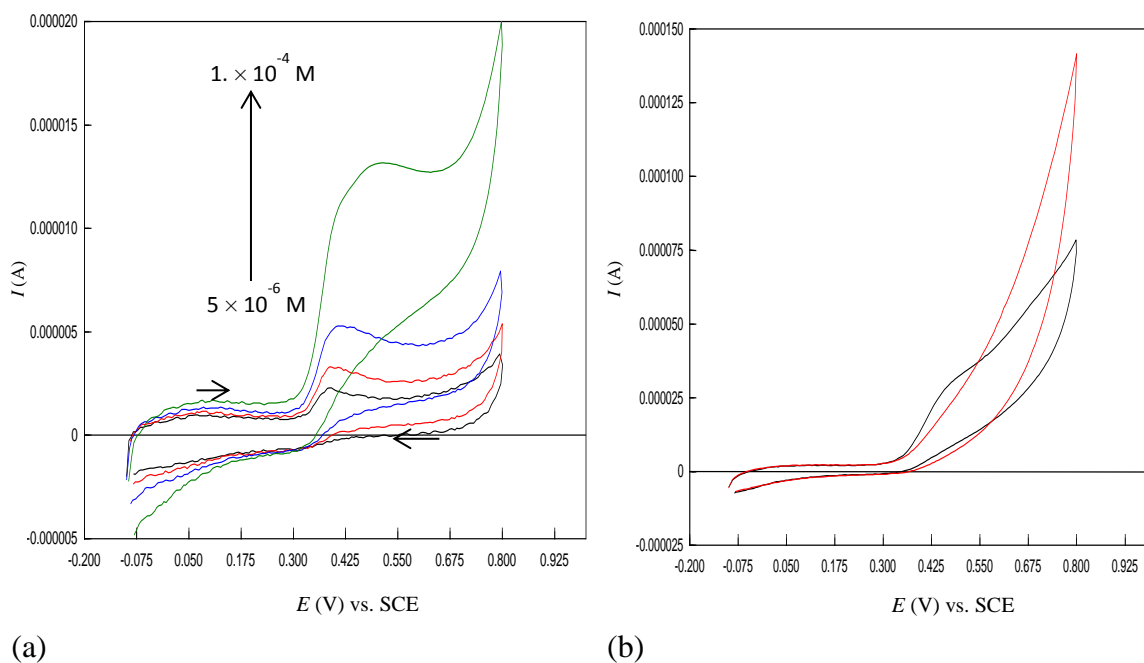 0.000020
0.000015
0.000010
0.000005
0
-0.000005
I (A)
1. × 10⁻⁴ M
5 × 10⁻⁶ M
-0.200 -0.075 0.050 0.175 0.300 0.425 0.550 0.675 0.800 0.925
E (V) vs. SCE
(a)
0.000150
0.000100
0.000075
0.000050
0.000025
0
-0.000025
I (A)
-0.200 -0.075 0.050 0.175 0.300 0.425 0.550 0.675 0.800 0.925
E (V) vs. SCE
(b)